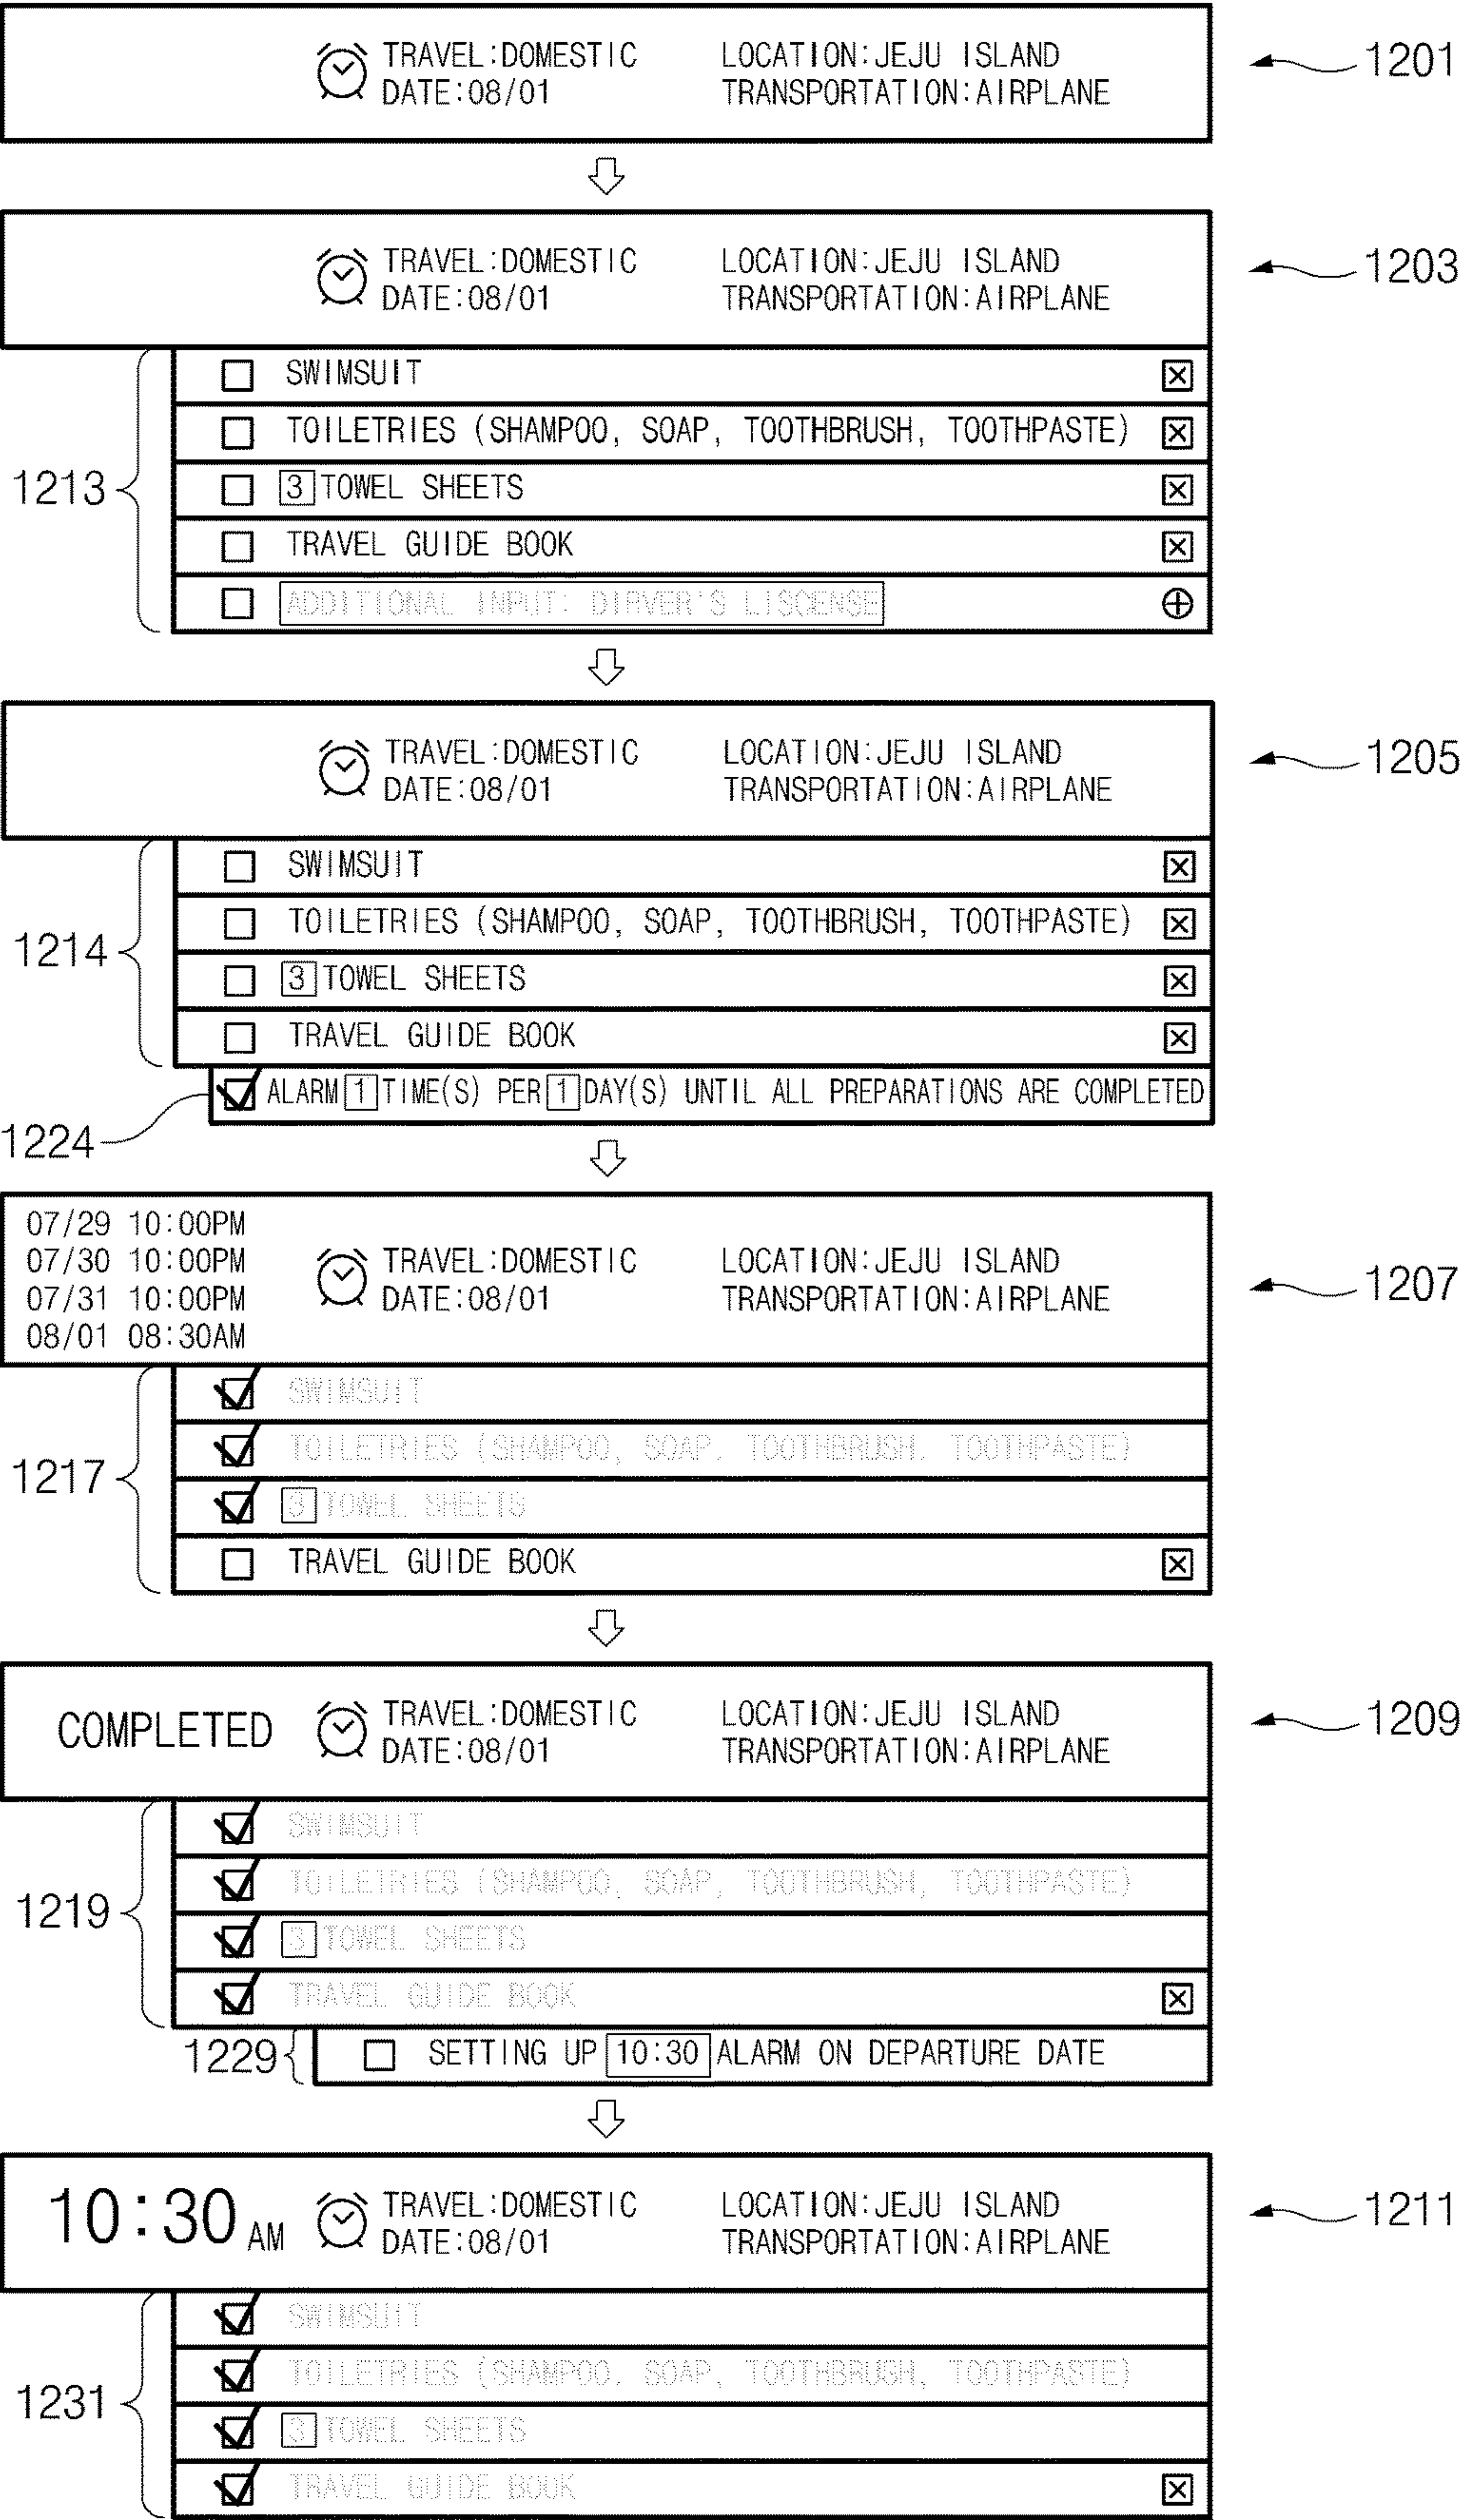 TRAVEL:DOMESTIC LOCATION:JEJU ISLAND
DATE:08/01 TRANSPORTATION:AIRPLANE
1201
TRAVEL:DOMESTIC LOCATION:JEJU ISLAND
DATE:08/01 TRANSPORTATION:AIRPLANE
1203
SWIMSUIT
TOILETRIES (SHAMPOO, SOAP, TOOTHBRUSH, TOOTHPASTE)
1213
3 TOWEL SHEETS
TRAVEL GUIDE BOOK
ADDITIONAL INPUT: DIRVER'S LISCENSE
TRAVEL:DOMESTIC LOCATION:JEJU ISLAND
DATE:08/01 TRANSPORTATION:AIRPLANE
1205
SWIMSUIT
TOILETRIES (SHAMPOO, SOAP, TOOTHBRUSH, TOOTHPASTE)
1214
3 TOWEL SHEETS
TRAVEL GUIDE BOOK
ALARM 1 TIME(S) PER 1 DAY(S) UNTIL ALL PREPARATIONS ARE COMPLETED
1224
07/29 10:00PM
07/30 10:00PM
07/31 10:00PM
08/01 08:30AM
TRAVEL:DOMESTIC LOCATION:JEJU ISLAND
DATE:08/01 TRANSPORTATION:AIRPLANE
1207
SWIMSUIT
TOILETRIES (SHAMPOO, SOAP, TOOTHBRUSH, TOOTHPASTE)
1217
3 TOWEL SHEETS
TRAVEL GUIDE BOOK
COMPLETED
TRAVEL:DOMESTIC LOCATION:JEJU ISLAND
DATE:08/01 TRANSPORTATION:AIRPLANE
1209
SWIMSUIT
TOILETRIES (SHAMPOO, SOAP, TOOTHBRUSH, TOOTHPASTE)
1219
3 TOWEL SHEETS
TRAVEL GUIDE BOOK
1229
SETTING UP 10:30 ALARM ON DEPARTURE DATE
10:30 AM
TRAVEL:DOMESTIC LOCATION:JEJU ISLAND
DATE:08/01 TRANSPORTATION:AIRPLANE
1211
SWIMSUIT
TOILETRIES (SHAMPOO, SOAP, TOOTHBRUSH, TOOTHPASTE)
1231
3 TOWEL SHEETS
TRAVEL GUIDE BOOK